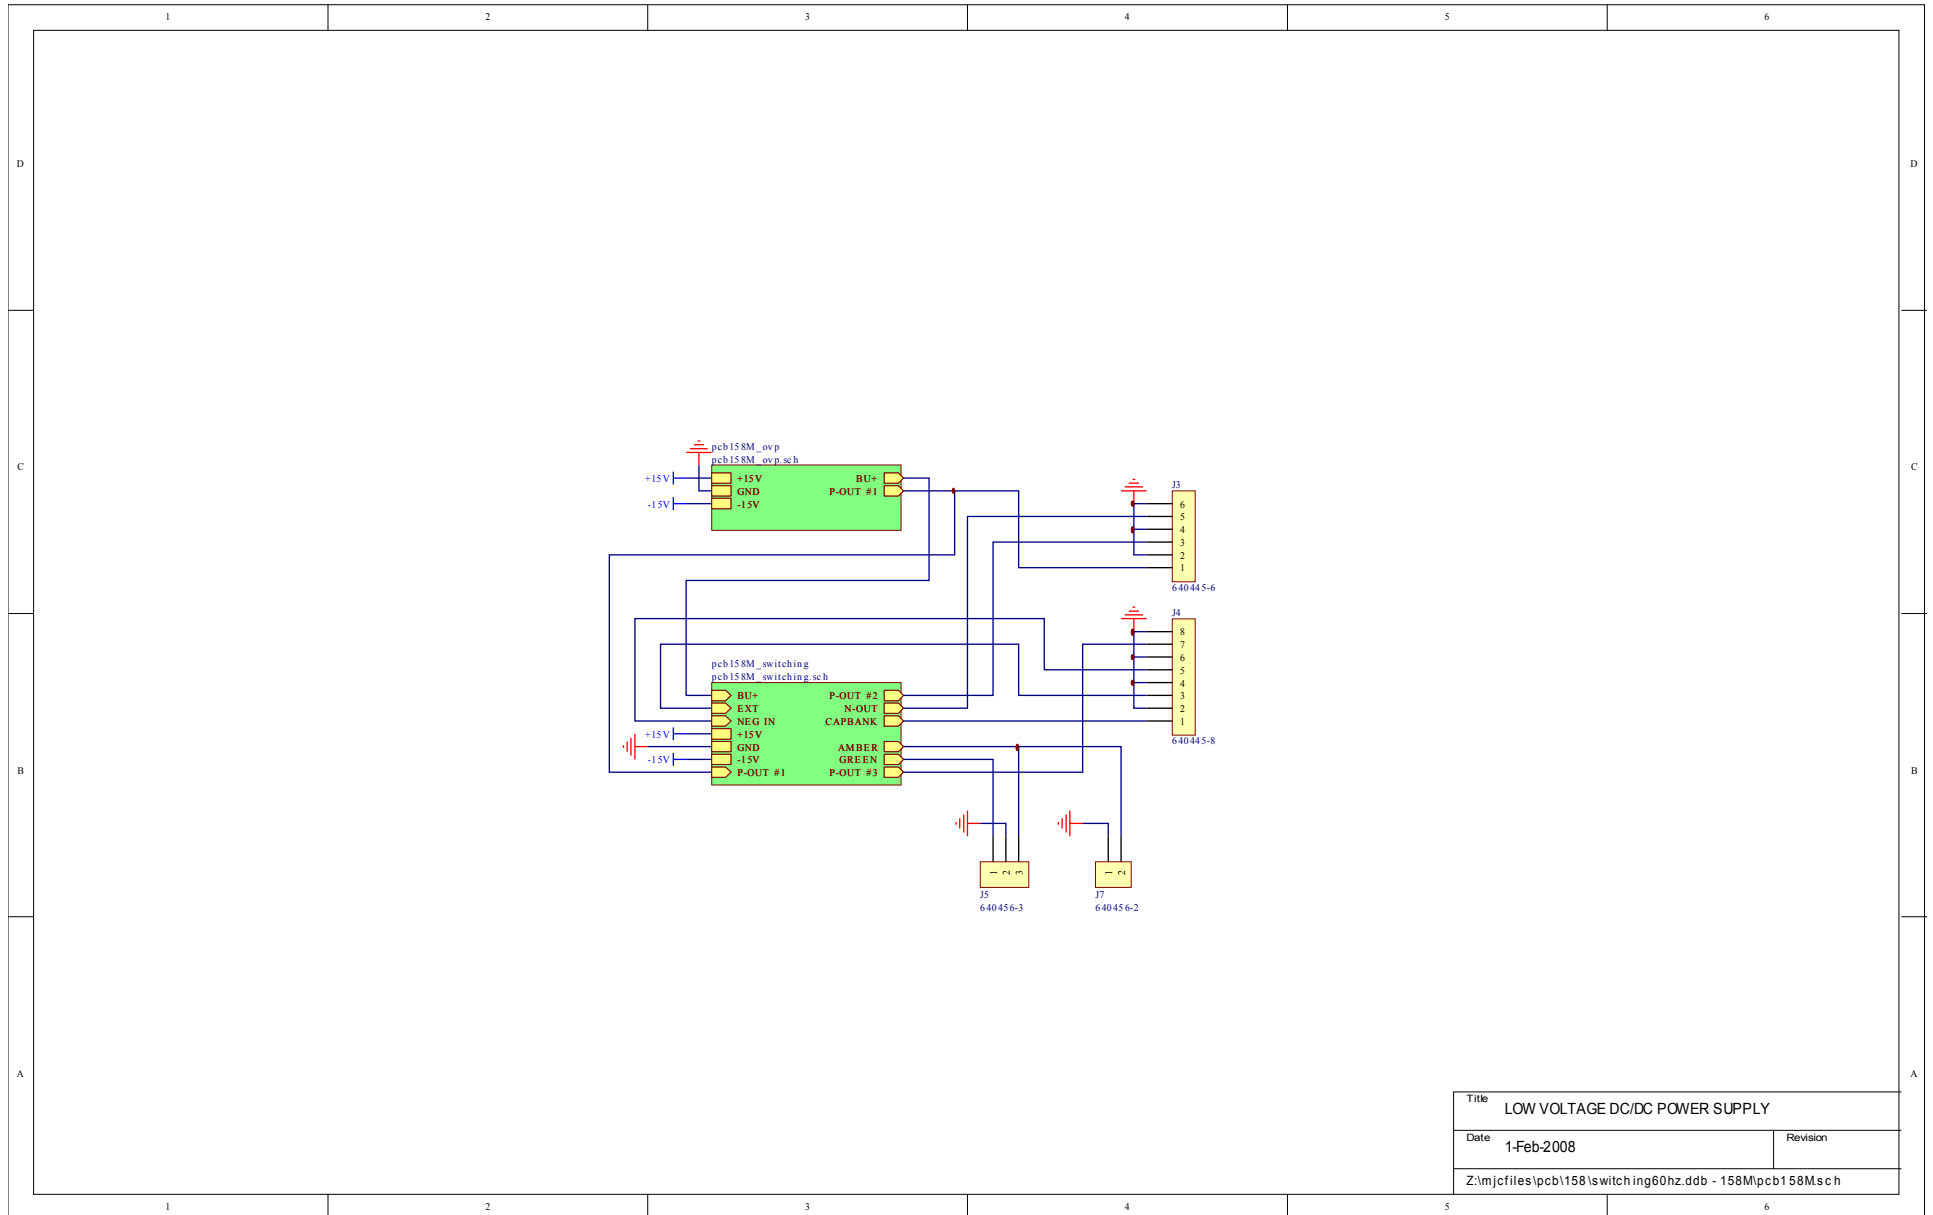 1 2 3 4 5 6
D D
C C
B B
A A
pcb158M_ovp
pcb158M_ovp.sch
+15V +15V BU+
GND P-OUT #1
-15V -15V
J3
6
5
4
3
2
1
640445-6
J4
8
7
6
5
4
3
2
1
640445-8
pcb158M_switching
pcb158M_switching.sch
BU+ P-OUT #2
EXT N-OUT
NEG IN CAPBANK
+15V +15V
GND AMBER
-15V -15V GREEN
P-OUT #1 P-OUT #3
1 2 3
J5
640456-3
1 2
J7
640456-2
Title LOW VOLTAGE DC/DC POWER SUPPLY
Date 1-Feb-2008 Revision
Z:\mjcfiles\pcb\158\switching60hz.ddb - 158M\pcb158M.sch
1 2 3 4 5 6